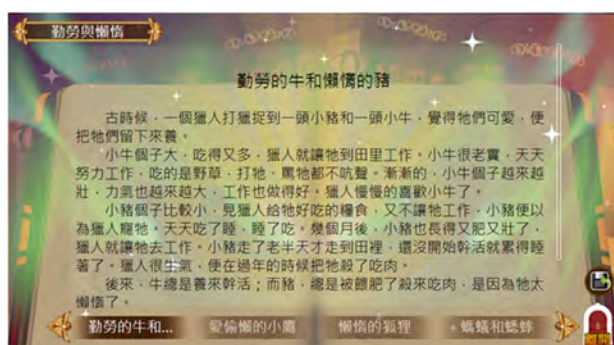 勤勞與懶惰
勤勞的牛和懶惰的豬
古時候，一個獵人打獵捉到一頭小豬和一頭小牛，覺得牠們可愛，便
把牠們留下來養。
小牛個子大，吃得又多，獵人就讓牠到田里工作。小牛很老實，天天
努力工作，吃的是野草，打牠、罵牠都不吭聲。漸漸的，小牛個子越來越
壯，力氣也越來越大，工作也做得好。獵人慢慢的喜歡小牛了。
小豬個子比較小，見獵人給牠好吃的糧食，又不讓牠工作，小豬便以
為獵人寵牠。天天吃了睡，睡了吃。幾個月後，小豬也長得又肥又壯了，
獵人就讓牠去工作。小豬走了老半天才走到田裡，還沒開始幹活就累得睡
著了。獵人很生氣，便在過年的時候把牠殺了吃肉。
後來，牛總是養來幹活；而豬，總是被餵肥了殺來吃肉，是因為牠太
懶惰了。
勤勞的牛和... 愛偷懶的小鷹 懶惰的狐狸 螞蟻和蟋蟀